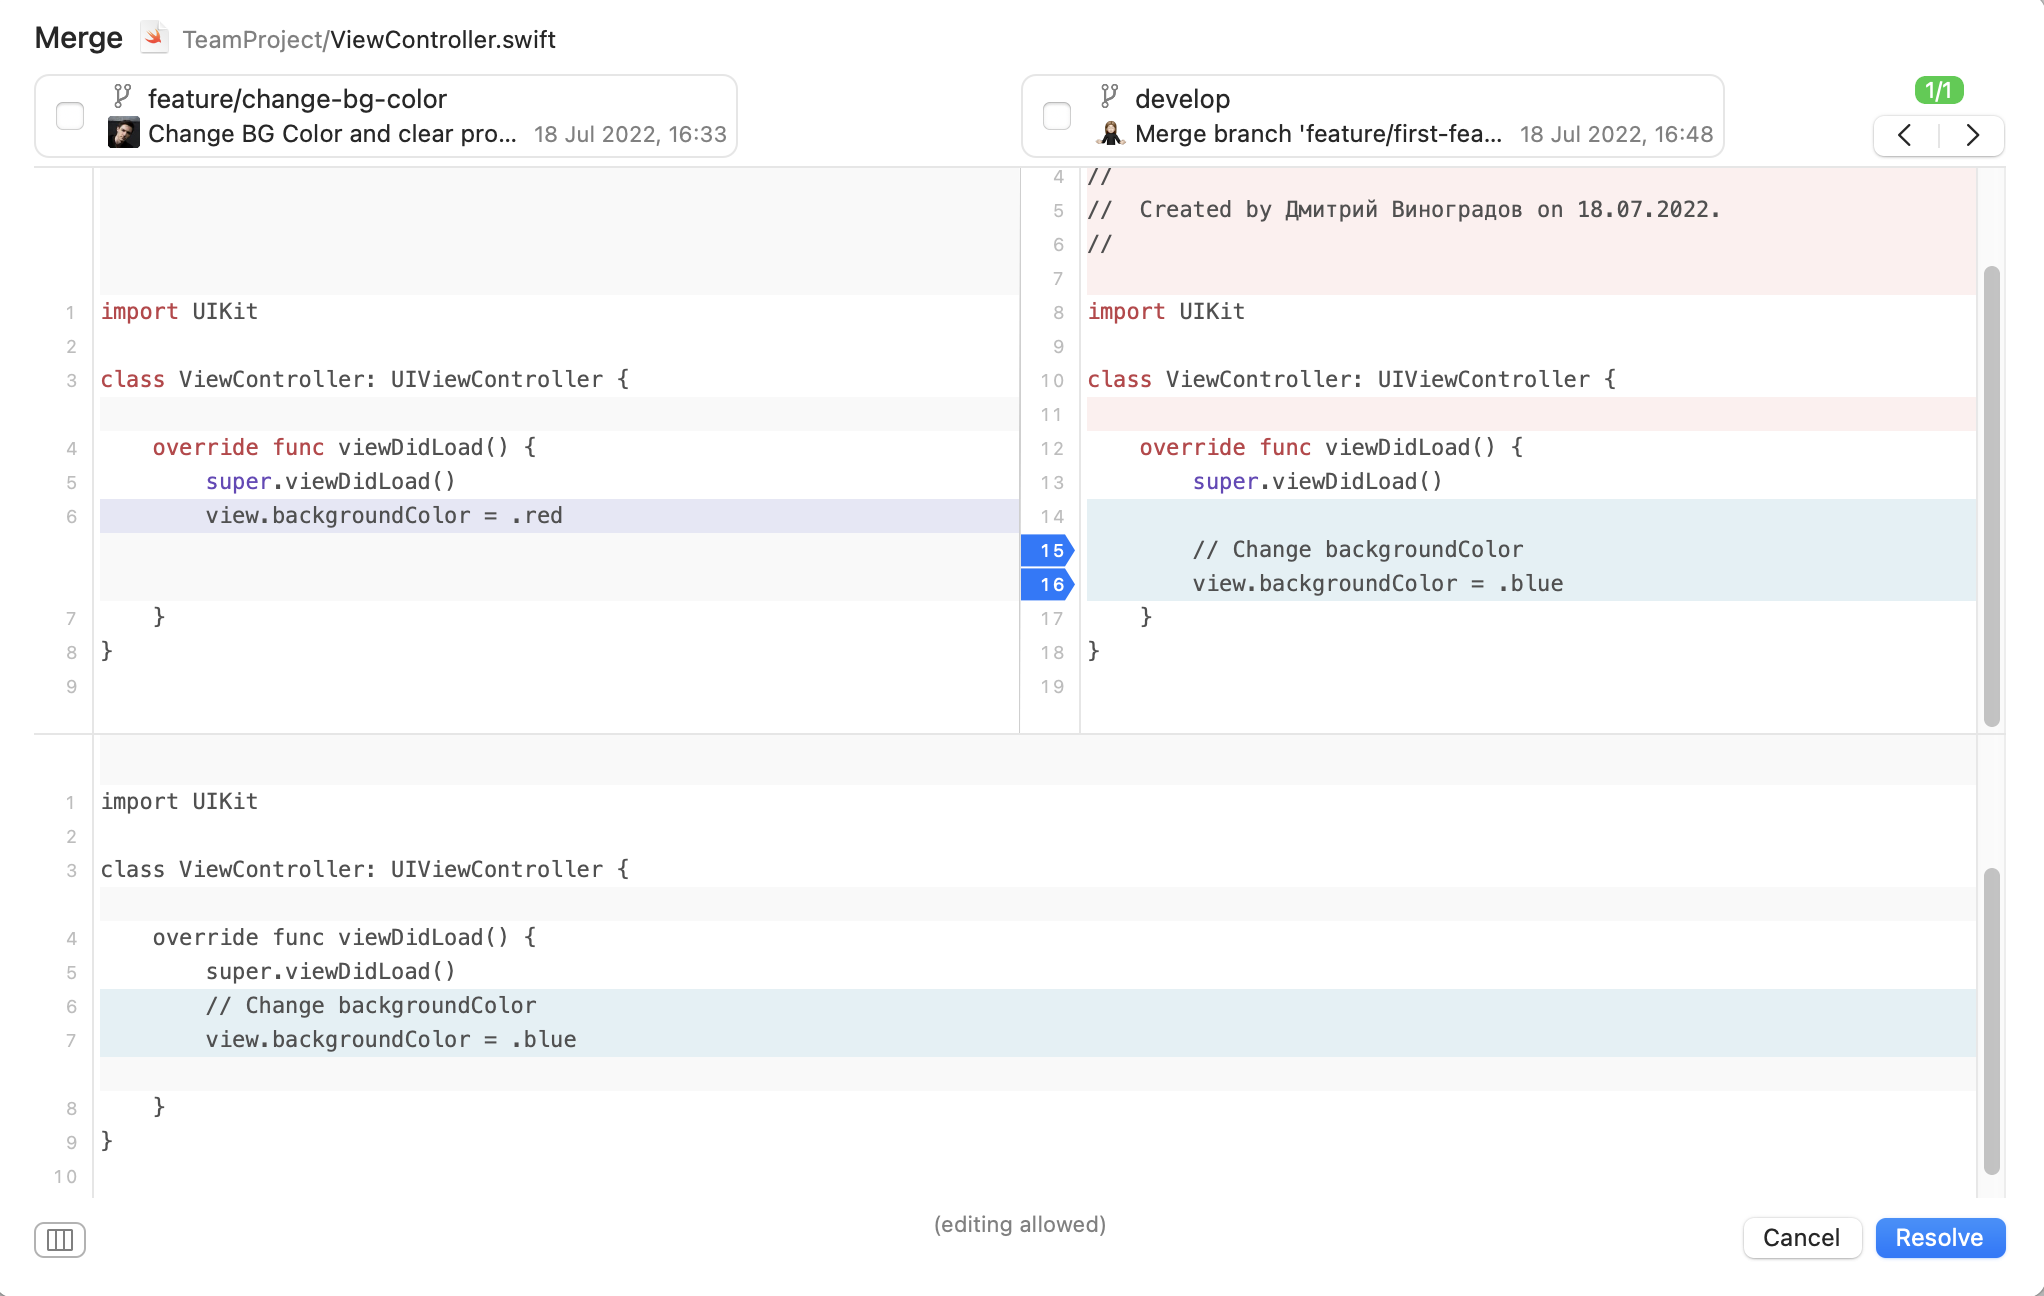 Merge TeamProject/ViewController.swift
feature/change-bg-color
Change BG Color and clear pro... 18 Jul 2022, 16:33
develop
Merge branch 'feature/first-fea... 18 Jul 2022, 16:48
1/1
1 import UIKit
2
3 class ViewController: UIViewController {
4     override func viewDidLoad() {
5         super.viewDidLoad()
6         view.backgroundColor = .red
7     }
8 }
9
4 //
5 //  Created by Дмитрий Виноградов on 18.07.2022.
6 //
7
8 import UIKit
9
10 class ViewController: UIViewController {
11
12     override func viewDidLoad() {
13         super.viewDidLoad()
14
15         // Change backgroundColor
16         view.backgroundColor = .blue
17     }
18 }
19
1 import UIKit
2
3 class ViewController: UIViewController {
4     override func viewDidLoad() {
5         super.viewDidLoad()
6         // Change backgroundColor
7         view.backgroundColor = .blue
8     }
9 }
10
(editing allowed)
Cancel
Resolve